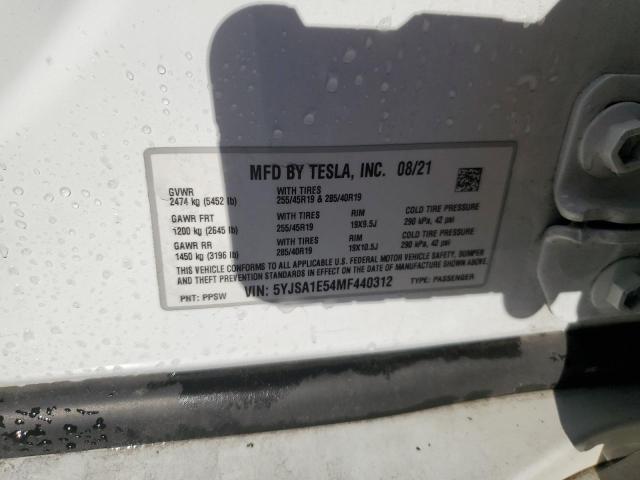 MFD BY TESLA, INC. 08/21
GVWR
2474 kg (5452 lb)
WITH TIRES
255/45R19 & 285/40R19
GAWR FRT
1200 kg (2645 lb)
WITH TIRES
255/45R19
RIM
19X9.5J
COLD TIRE PRESSURE
290 kPa, 42 psi
GAWR RR
1450 kg (3196 lb)
WITH TIRES
285/40R19
RIM
19X10.5J
COLD TIRE PRESSURE
290 kPa, 42 psi
THIS VEHICLE CONFORMS TO ALL APPLICABLE U.S. FEDERAL MOTOR VEHICLE SAFETY, BUMPER
AND THEFT PREVENTION STANDARDS IN EFFECT ON THE DATE OF MANUFACTURE SHOWN ABOVE.
PNT: PPSW
VIN: 5YJSA1E54MF440312
TYPE: PASSENGER